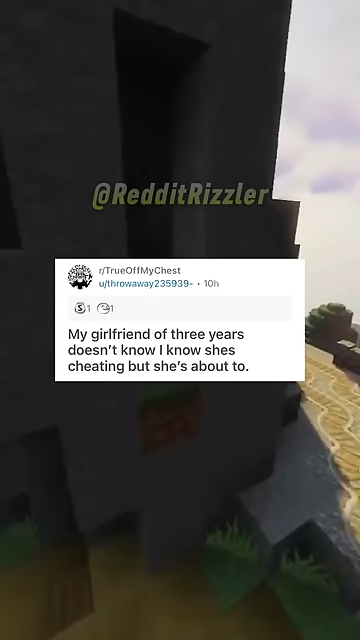 @RedditRizzler
r/TrueOffMyChest
u/throwaway235939- • 10h
1 1
My girlfriend of three years
doesn't know I know shes
cheating but she's about to.